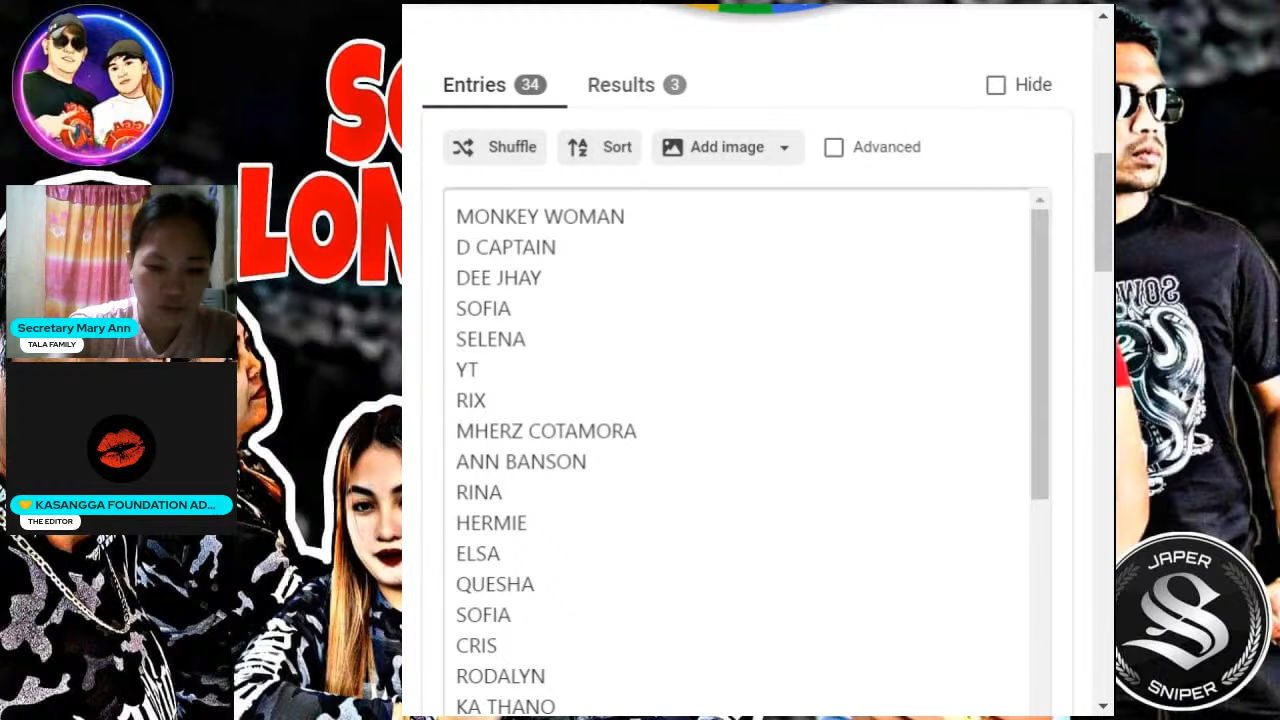 SO
LON
Secretary Mary Ann
TALA FAMILY
KASANGGA FOUNDATION AD...
THE EDITOR
Entries 34
Results 3
Hide
Shuffle
Sort
Add image
Advanced
MONKEY WOMAN
D CAPTAIN
DEE JHAY
SOFIA
SELENA
YT
RIX
MHERZ COTAMORA
ANN BANSON
RINA
HERMIE
ELSA
QUESHA
SOFIA
CRIS
RODALYN
KA THANO
JAPER
S
SNIPER